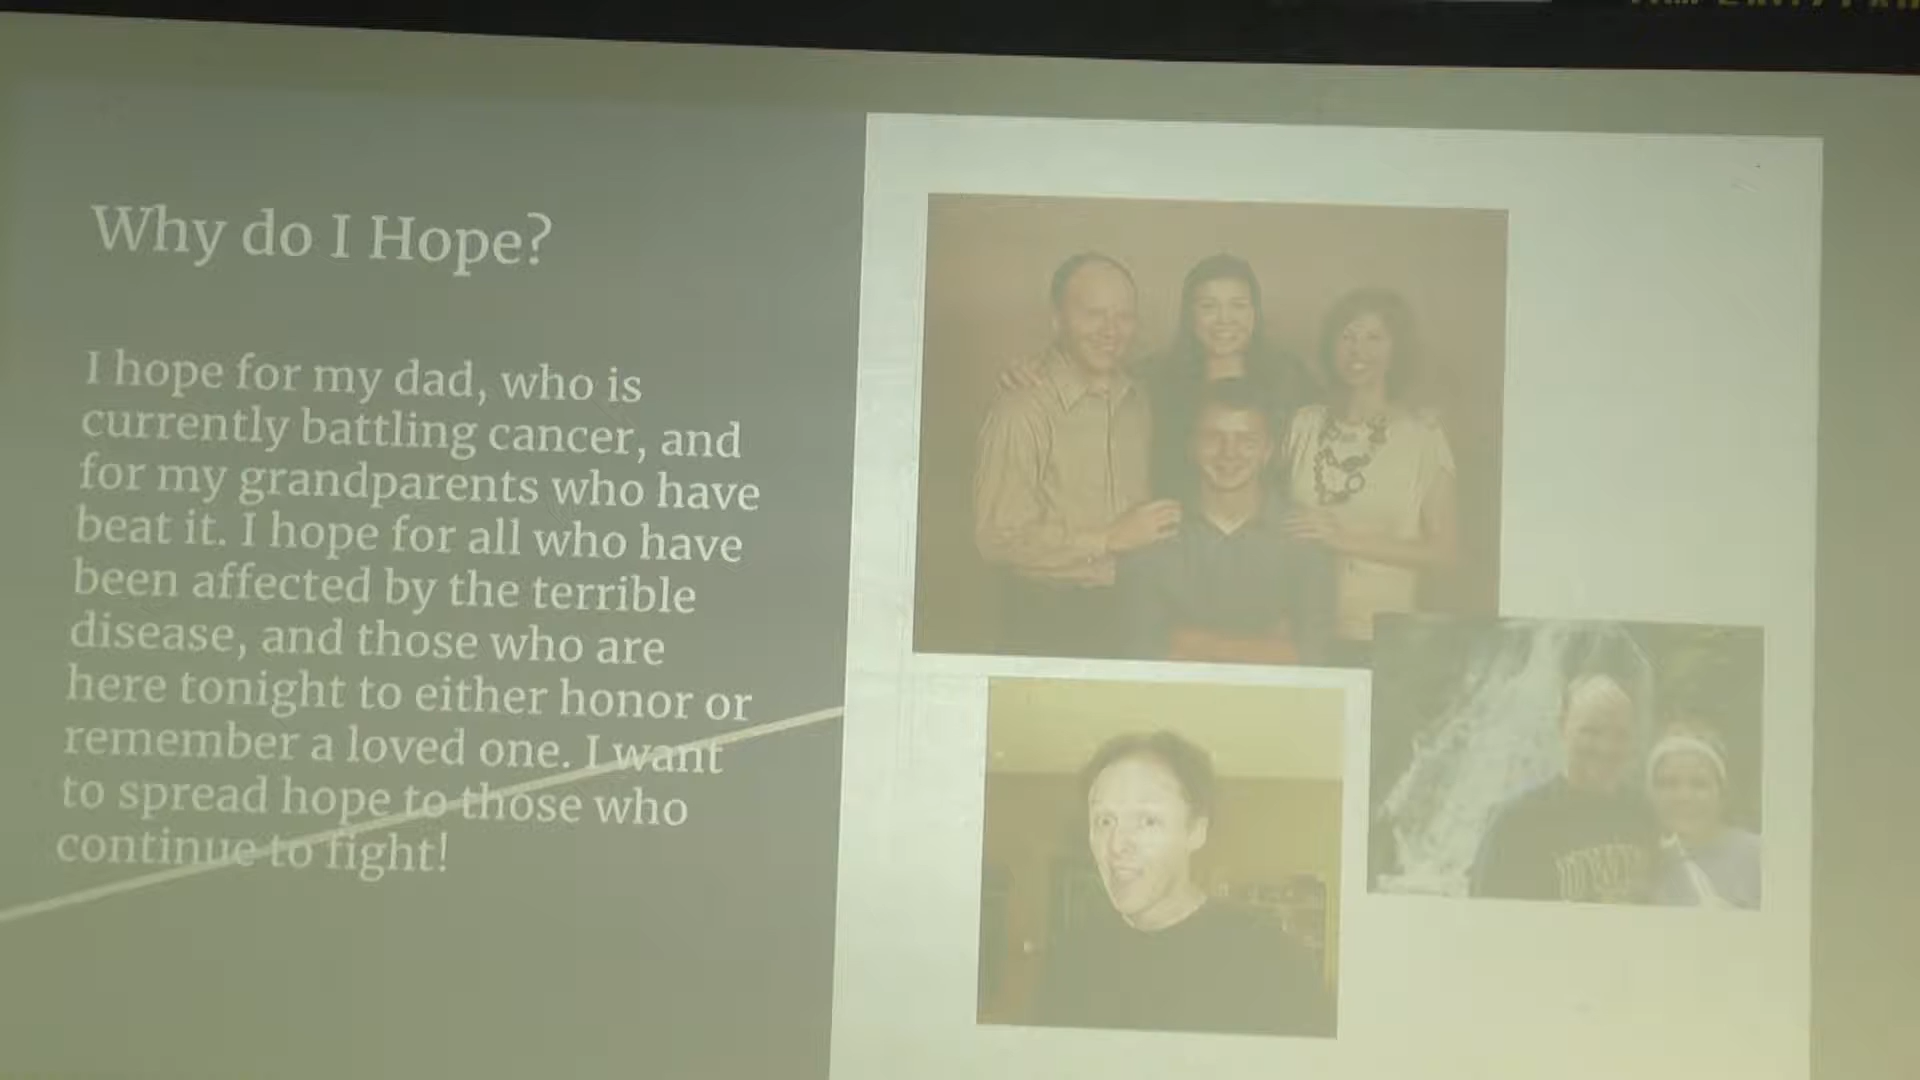 Why do I Hope?
I hope for my dad, who is
currently battling cancer, and
for my grandparents who have
beat it. I hope for all who have
been affected by the terrible
disease, and those who are
here tonight to either honor or
remember a loved one. I want
to spread hope to those who
continue to fight!